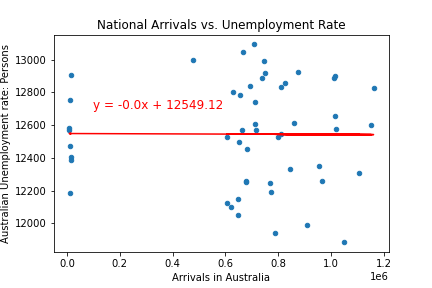 National Arrivals vs. Unemployment Rate
Australian Unemployment rate: Persons
13000
12800
12600
12400
12200
12000
y = -0.0x + 12549.12
0.0 0.2 0.4 0.6 0.8 1.0 1.2
1e6
Arrivals in Australia